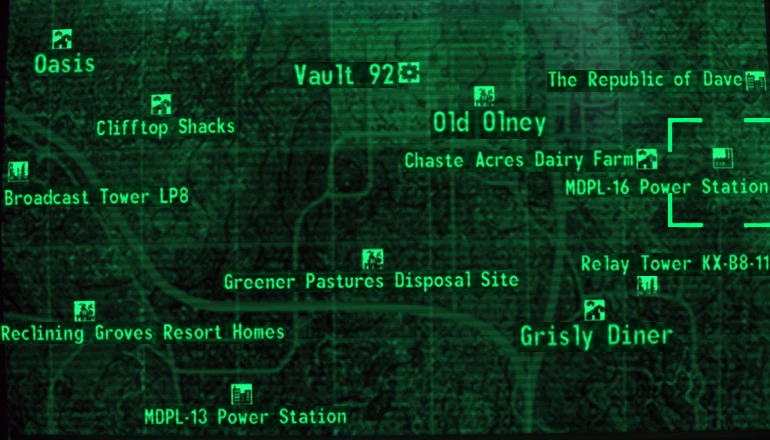 Oasis
Vault 92
The Republic of Dave
Clifftop Shacks
Old Olney
Chaste Acres Dairy Farm
MDPL-16 Power Station
Broadcast Tower LP8
Relay Tower KX-B8-11
Greener Pastures Disposal Site
Reclining Groves Resort Homes
Grisly Diner
MDPL-13 Power Station